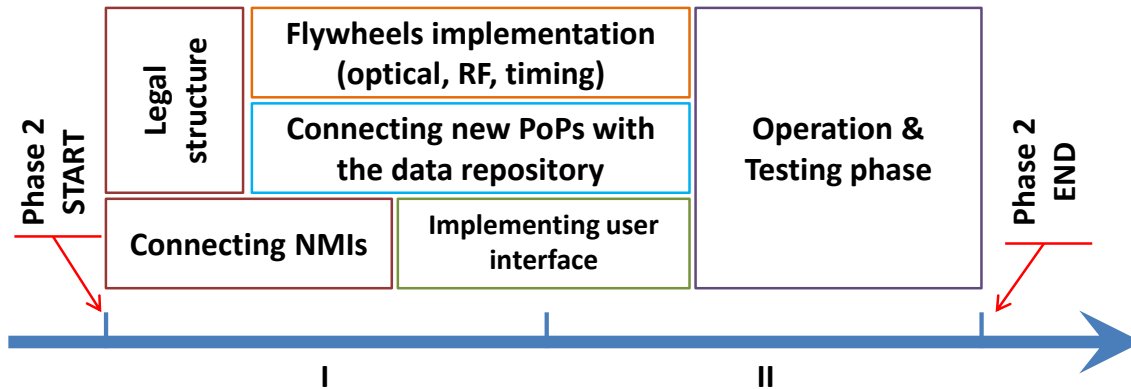 Phase 2
START
Legal
structure
Flywheels implementation
(optical, RF, timing)
Connecting new PoPs with
the data repository
Connecting NMIs
Implementing user
interface
Operation &
Testing phase
Phase 2
END
I
II